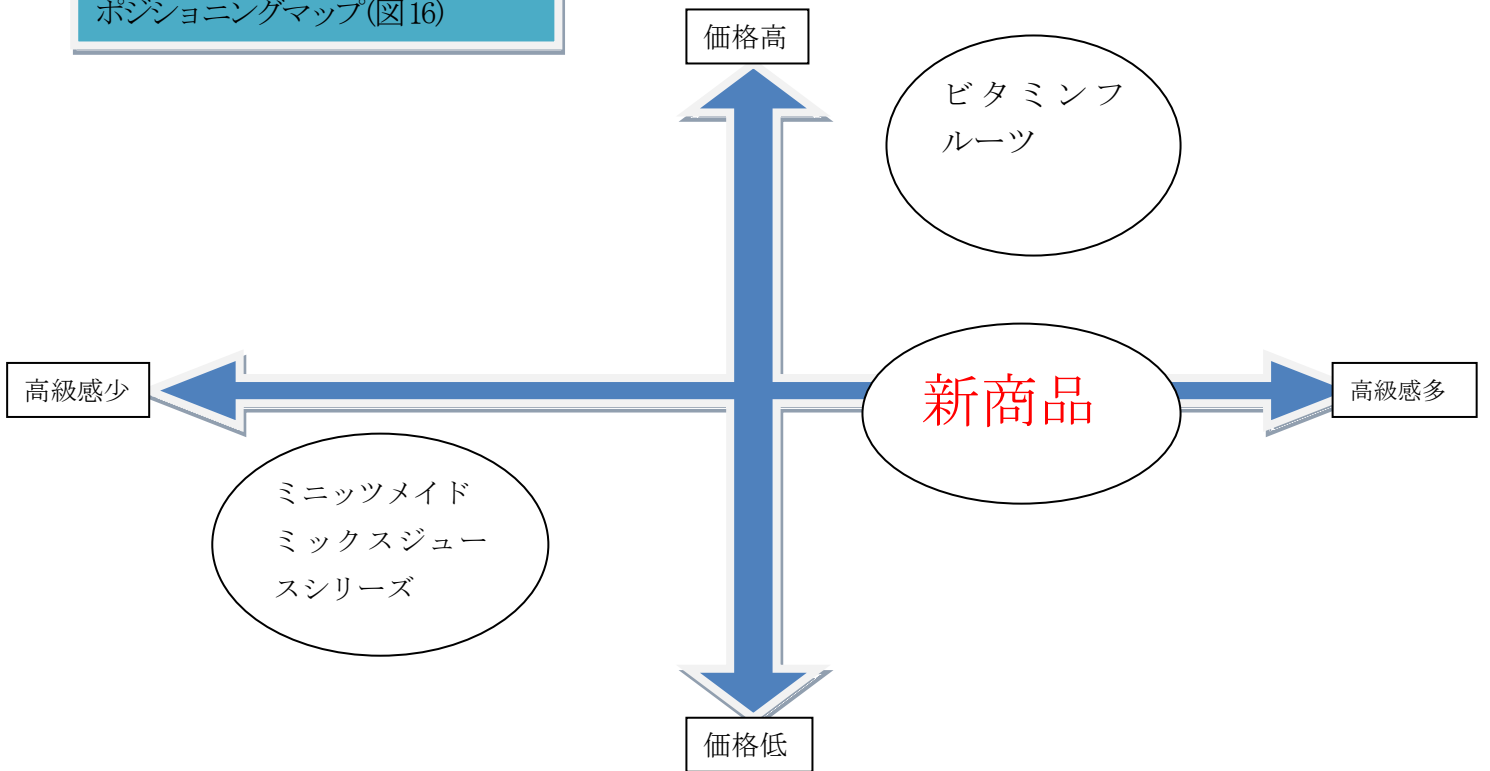 ポジショニングマップ(図16)
価格高
ビタミンフ
ルーツ
高級感少
新商品
高級感多
ミニッツメイド
ミックスジュー
スシリーズ
価格低